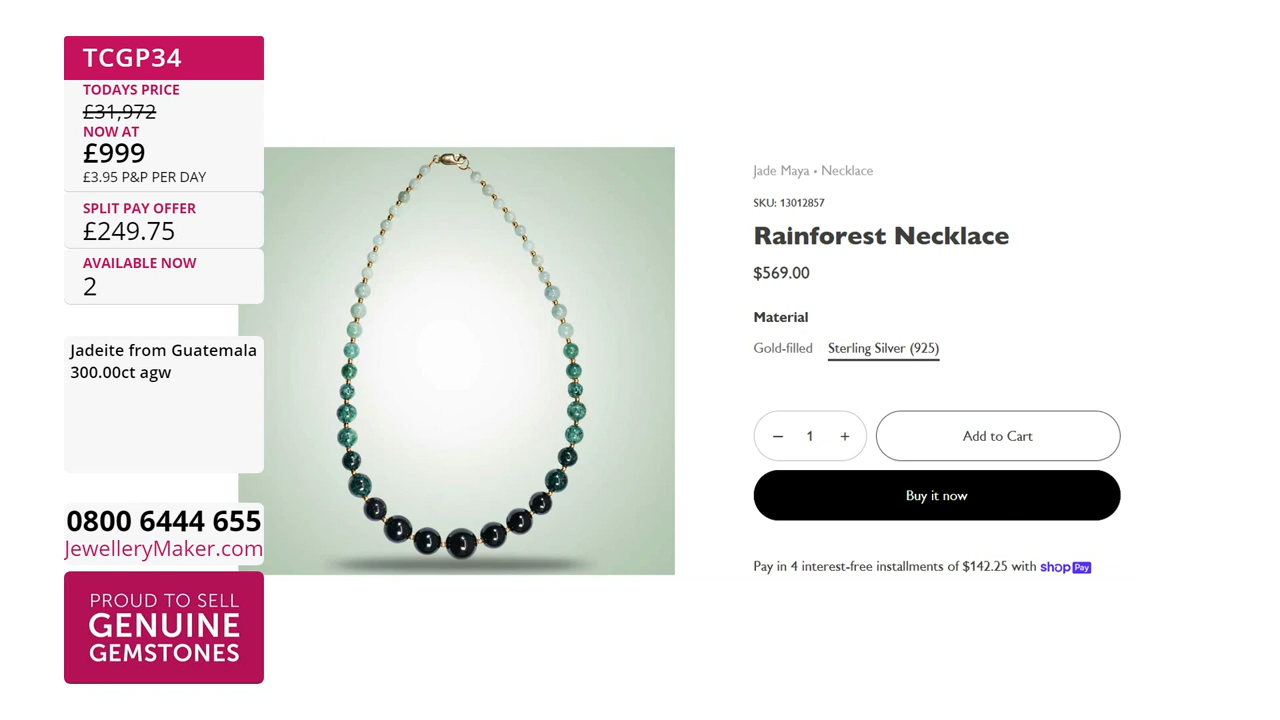 TCGP34
TODAYS PRICE
£31,972
NOW AT
£999
£3.95 P&P PER DAY
SPLIT PAY OFFER
£249.75
AVAILABLE NOW
2
Jadeite from Guatemala
300.00ct agw
0800 6444 655
JewelleryMaker.com
PROUD TO SELL
GENUINE
GEMSTONES
Jade Maya • Necklace
SKU: 13012857
Rainforest Necklace
$569.00
Material
Gold-filled Sterling Silver (925)
− 1 + Add to Cart
Buy it now
Pay in 4 interest-free installments of $142.25 with shop Pay